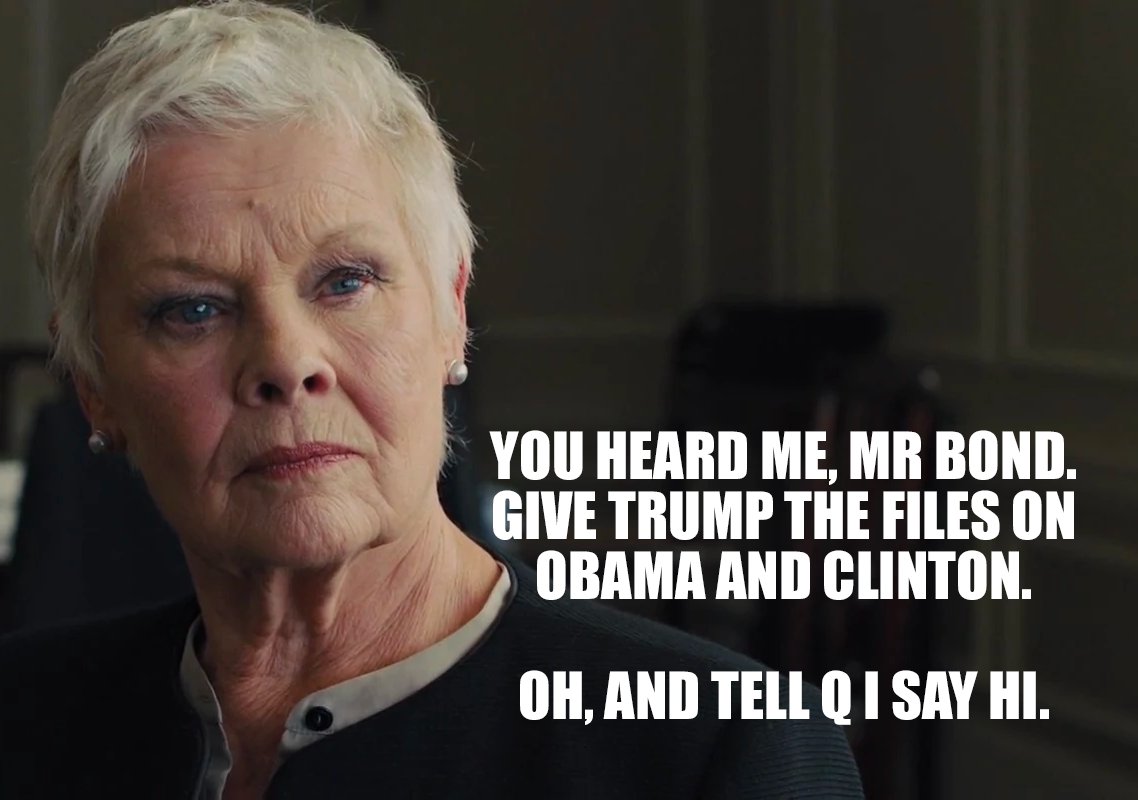 YOU HEARD ME, MR BOND.
GIVE TRUMP THE FILES ON
OBAMA AND CLINTON.
OH, AND TELL Q I SAY HI.